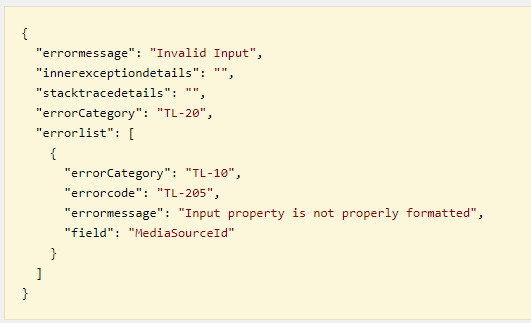 {
"errormessage": "Invalid Input",
"innerexceptiondetails": "",
"stacktracedetails": "",
"errorCategory": "TL-20",
"errorlist": [
{
"errorCategory": "TL-10",
"errorcode": "TL-205",
"errormessage": "Input property is not properly formatted",
"field": "MediaSourceId"
}
]
}